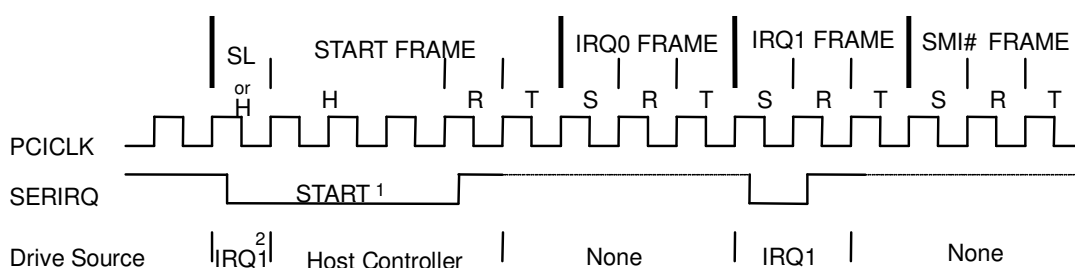 SL
or
H
START FRAME
IRQ0 FRAME
IRQ1 FRAME
SMI# FRAME
H R T S R T S R T S R T
PCICLK
SERIRQ START 1
Drive Source IRQ1 2 Host Controller None IRQ1 None